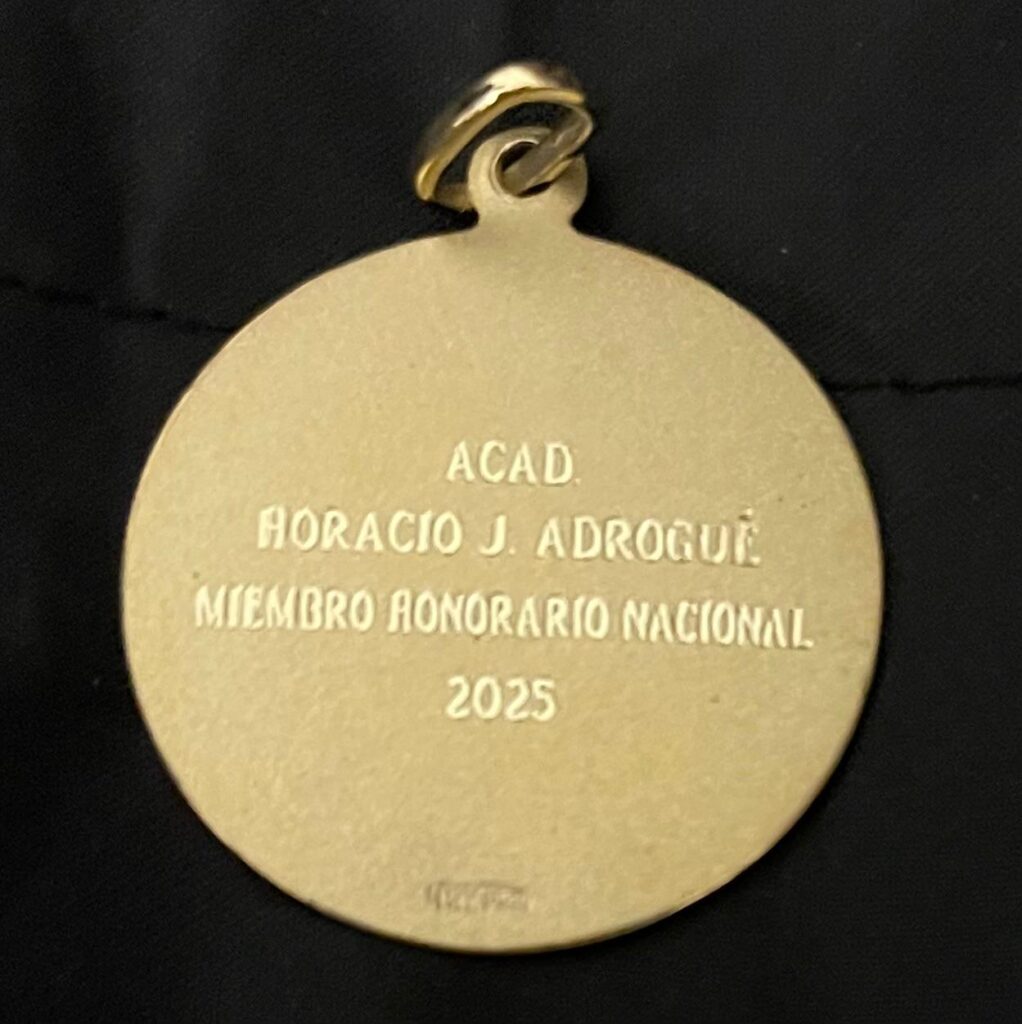 ACAD.
HORACIO J. ADROGUÉ
MIEMBRO HONORARIO NACIONAL
2025